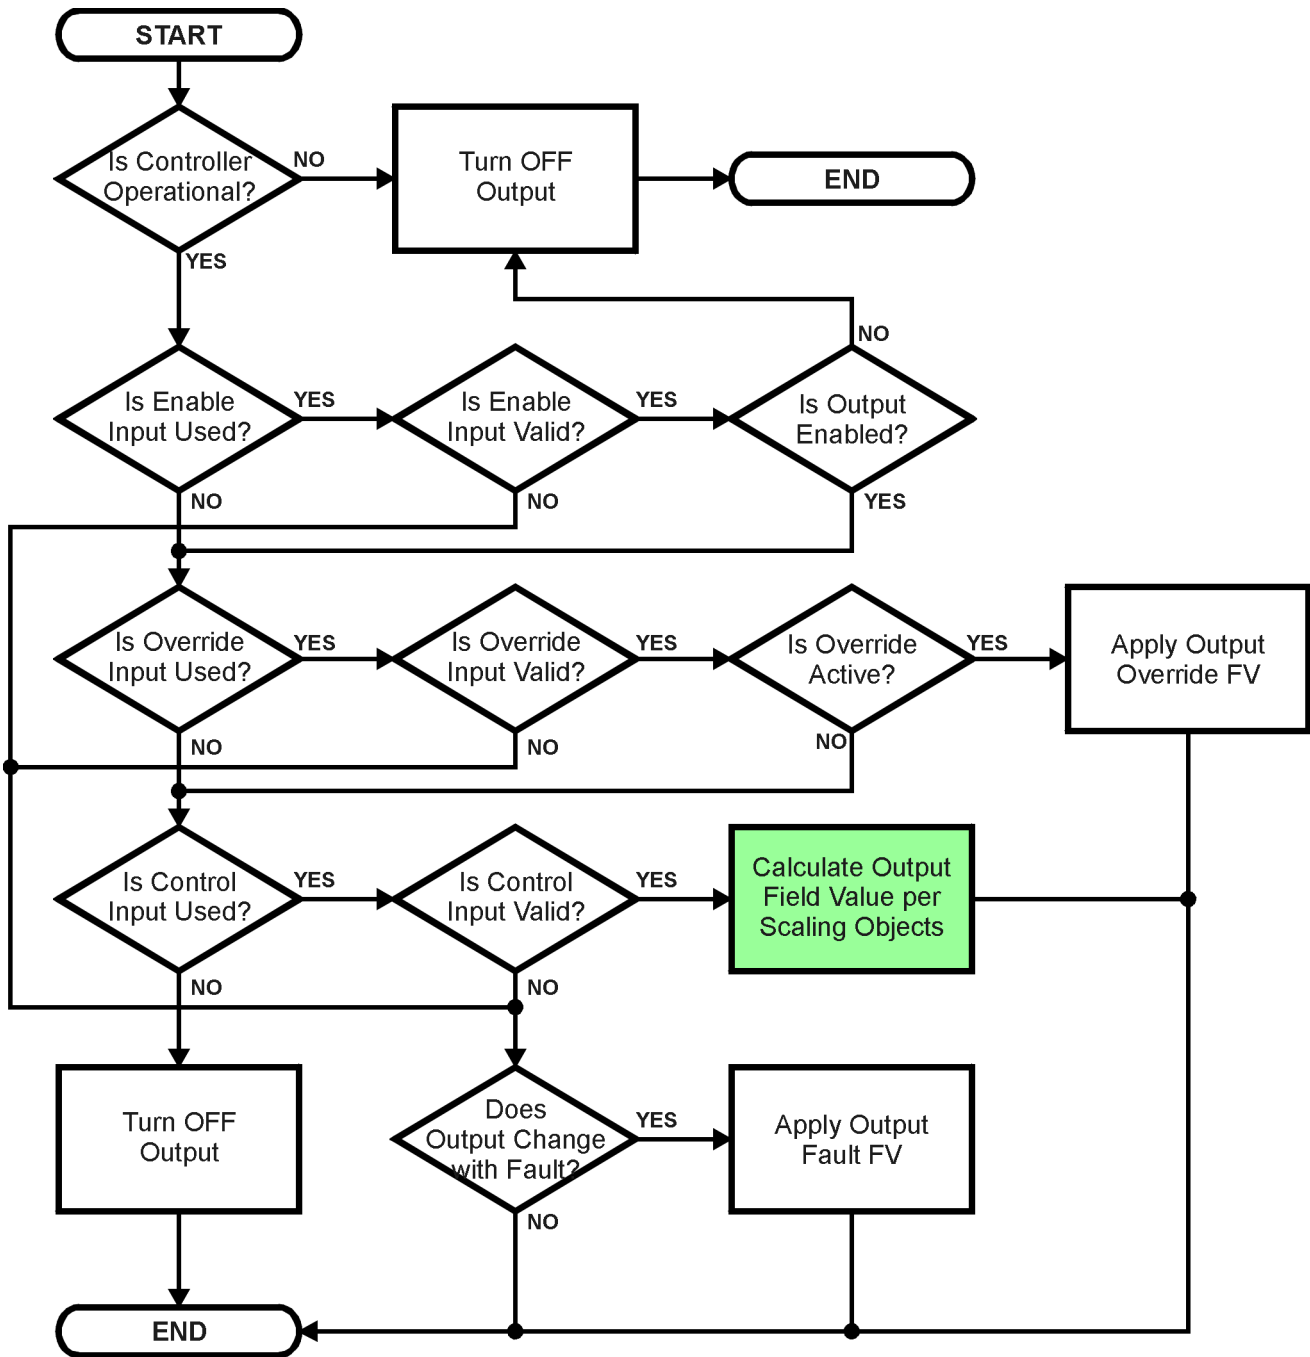 START
Is Controller
Operational?
NO
YES
Turn OFF
Output
END
Is Enable
Input Used?
YES
NO
Is Enable
Input Valid?
YES
NO
Is Output
Enabled?
NO
YES
Is Override
Input Used?
YES
NO
Is Override
Input Valid?
YES
NO
Is Override
Active?
YES
NO
Apply Output
Override FV
Is Control
Input Used?
YES
NO
Is Control
Input Valid?
YES
NO
Calculate Output
Field Value per
Scaling Objects
Turn OFF
Output
Does
Output Change
with Fault?
YES
NO
Apply Output
Fault FV
END